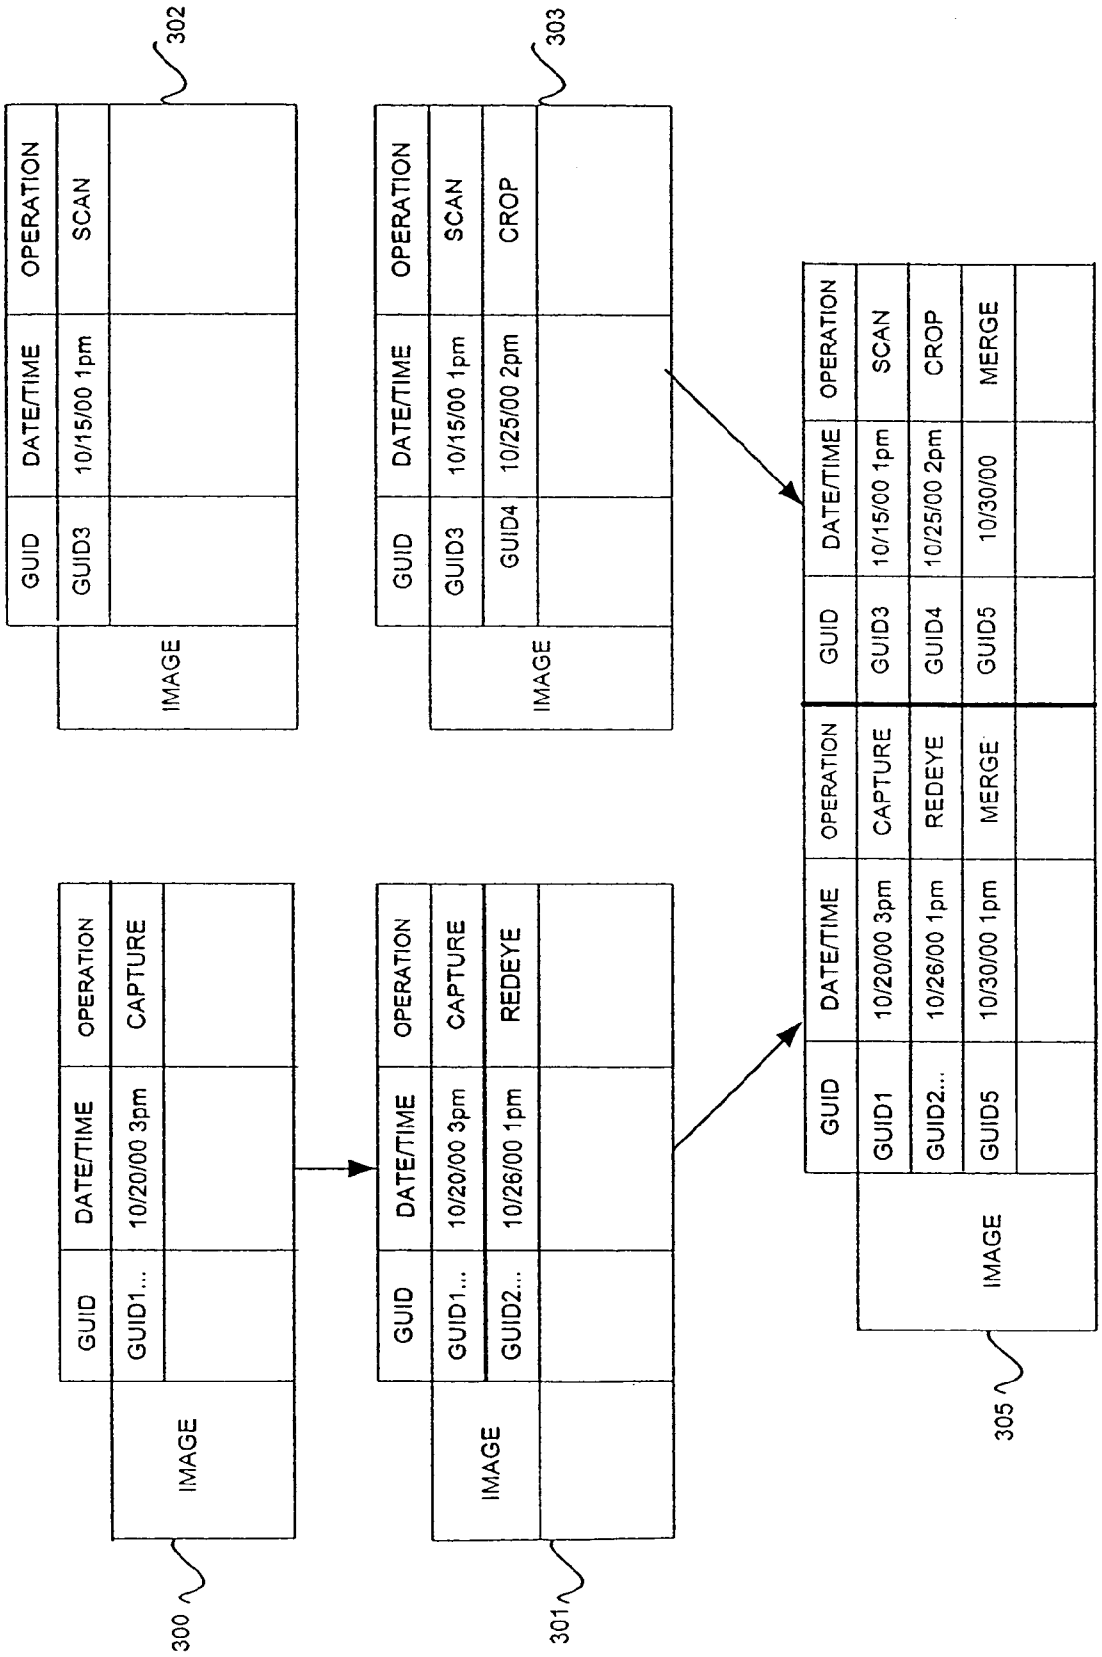 300
IMAGE
GUID DATE/TIME OPERATION
GUID1... 10/20/00 3pm CAPTURE
302
IMAGE
GUID DATE/TIME OPERATION
GUID3 10/15/00 1pm SCAN
301
IMAGE
GUID DATE/TIME OPERATION
GUID1... 10/20/00 3pm CAPTURE
GUID2... 10/26/00 1pm REDEYE
303
IMAGE
GUID DATE/TIME OPERATION
GUID3 10/15/00 1pm SCAN
GUID4 10/25/00 2pm CROP
305
IMAGE
GUID DATE/TIME OPERATION GUID DATE/TIME OPERATION
GUID1 10/20/00 3pm CAPTURE GUID3 10/15/00 1pm SCAN
GUID2... 10/26/00 1pm REDEYE GUID4 10/25/00 2pm CROP
GUID5 10/30/00 1pm MERGE GUID5 10/30/00 MERGE